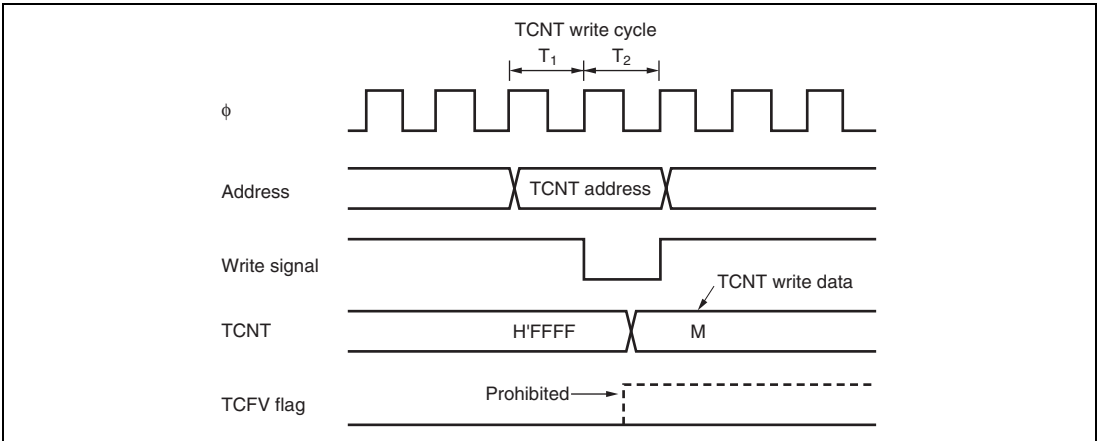 TCNT write cycle
T1 T2
φ
Address
TCNT address
Write signal
TCNT write data
TCNT
H'FFFF
M
Prohibited
TCFV flag